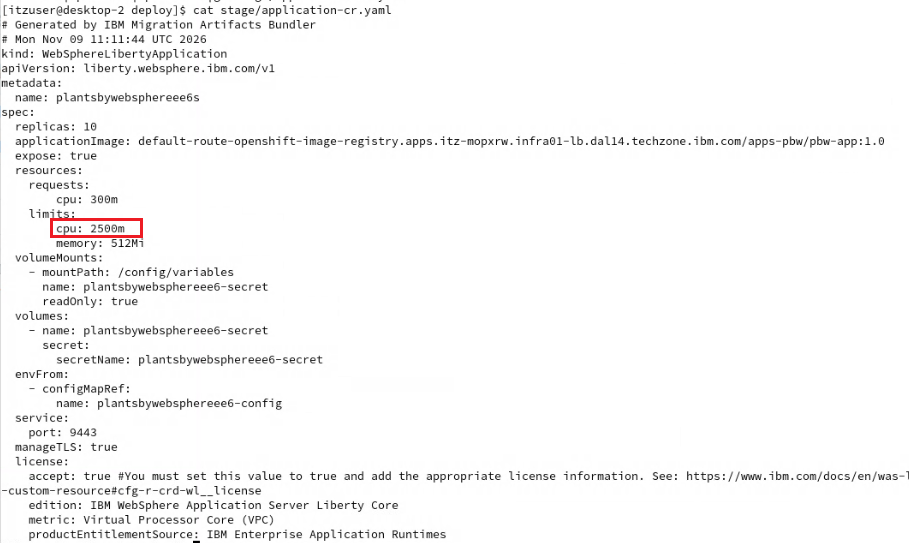 [itzuser@desktop-2 deploy]$ cat stage/application-cr.yaml
# Generated by IBM Migration Artifacts Bundler
# Mon Nov 09 11:11:44 UTC 2026
kind: WebSphereLibertyApplication
apiVersion: liberty.websphere.ibm.com/v1
metadata:
  name: plantsbywebsphereee6s
spec:
  replicas: 10
  applicationImage: default-route-openshift-image-registry.apps.itz-mopxrw.infra01-lb.dal14.techzone.ibm.com/apps-pbw/pbw-app:1.0
  expose: true
  resources:
    requests:
        cpu: 300m
    limits:
        cpu: 2500m
        memory: 512Mi
  volumeMounts:
    - mountPath: /config/variables
      name: plantsbywebsphereee6-secret
      readOnly: true
  volumes:
    - name: plantsbywebsphereee6-secret
      secret:
        secretName: plantsbywebsphereee6-secret
  envFrom:
    - configMapRef:
        name: plantsbywebsphereee6-config
  service:
    port: 9443
  manageTLS: true
  license:
    accept: true #You must set this value to true and add the appropriate license information. See: https://www.ibm.com/docs/en/was-l
-custom-resource#cfg-r-crd-wl__license
    edition: IBM WebSphere Application Server Liberty Core
    metric: Virtual Processor Core (VPC)
    productEntitlementSource: IBM Enterprise Application Runtimes